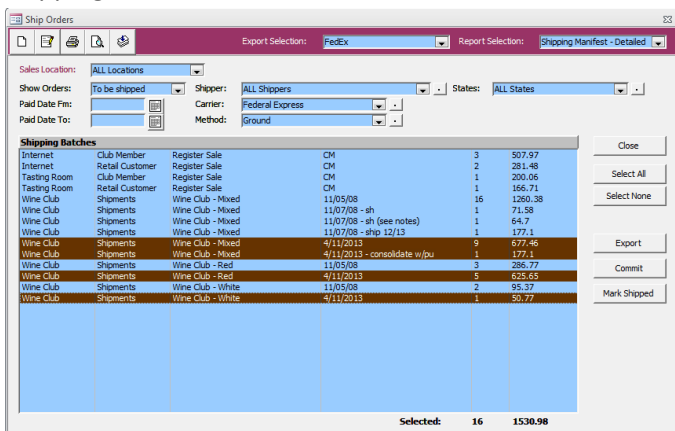 Ship Orders
Export Selection: FedEx Report Selection: Shipping Manifest - Detailed
Sales Location: ALL Locations
Show Orders: To be shipped Shipper: ALL Shippers . States: ALL States .
Paid Date Fm: Carrier: Federal Express .
Paid Date To: Method: Ground .
Shipping Batches
Close
Internet Club Member Register Sale CM 3 507.97
Internet Retail Customer Register Sale CM 2 281.48
Tasting Room Club Member Register Sale CM 1 200.06
Select All
Tasting Room Retail Customer Register Sale CM 1 166.71
Wine Club Shipments Wine Club - Mixed 11/05/08 16 1260.38
Select None
Wine Club Shipments Wine Club - Mixed 11/07/08 - sh 1 71.58
Wine Club Shipments Wine Club - Mixed 11/07/08 - sh (see notes) 1 64.7
Wine Club Shipments Wine Club - Mixed 11/07/08 - ship 12/13 1 177.1
Wine Club Shipments Wine Club - Mixed 4/11/2013 9 677.46
Export
Wine Club Shipments Wine Club - Mixed 4/11/2013 - consolidate w/pu 1 177.1
Wine Club Shipments Wine Club - Red 11/05/08 3 286.77
Commit
Wine Club Shipments Wine Club - Red 4/11/2013 5 625.65
Wine Club Shipments Wine Club - White 11/05/08 2 95.37
Mark Shipped
Wine Club Shipments Wine Club - White 4/11/2013 1 50.77
Selected: 16 1530.98